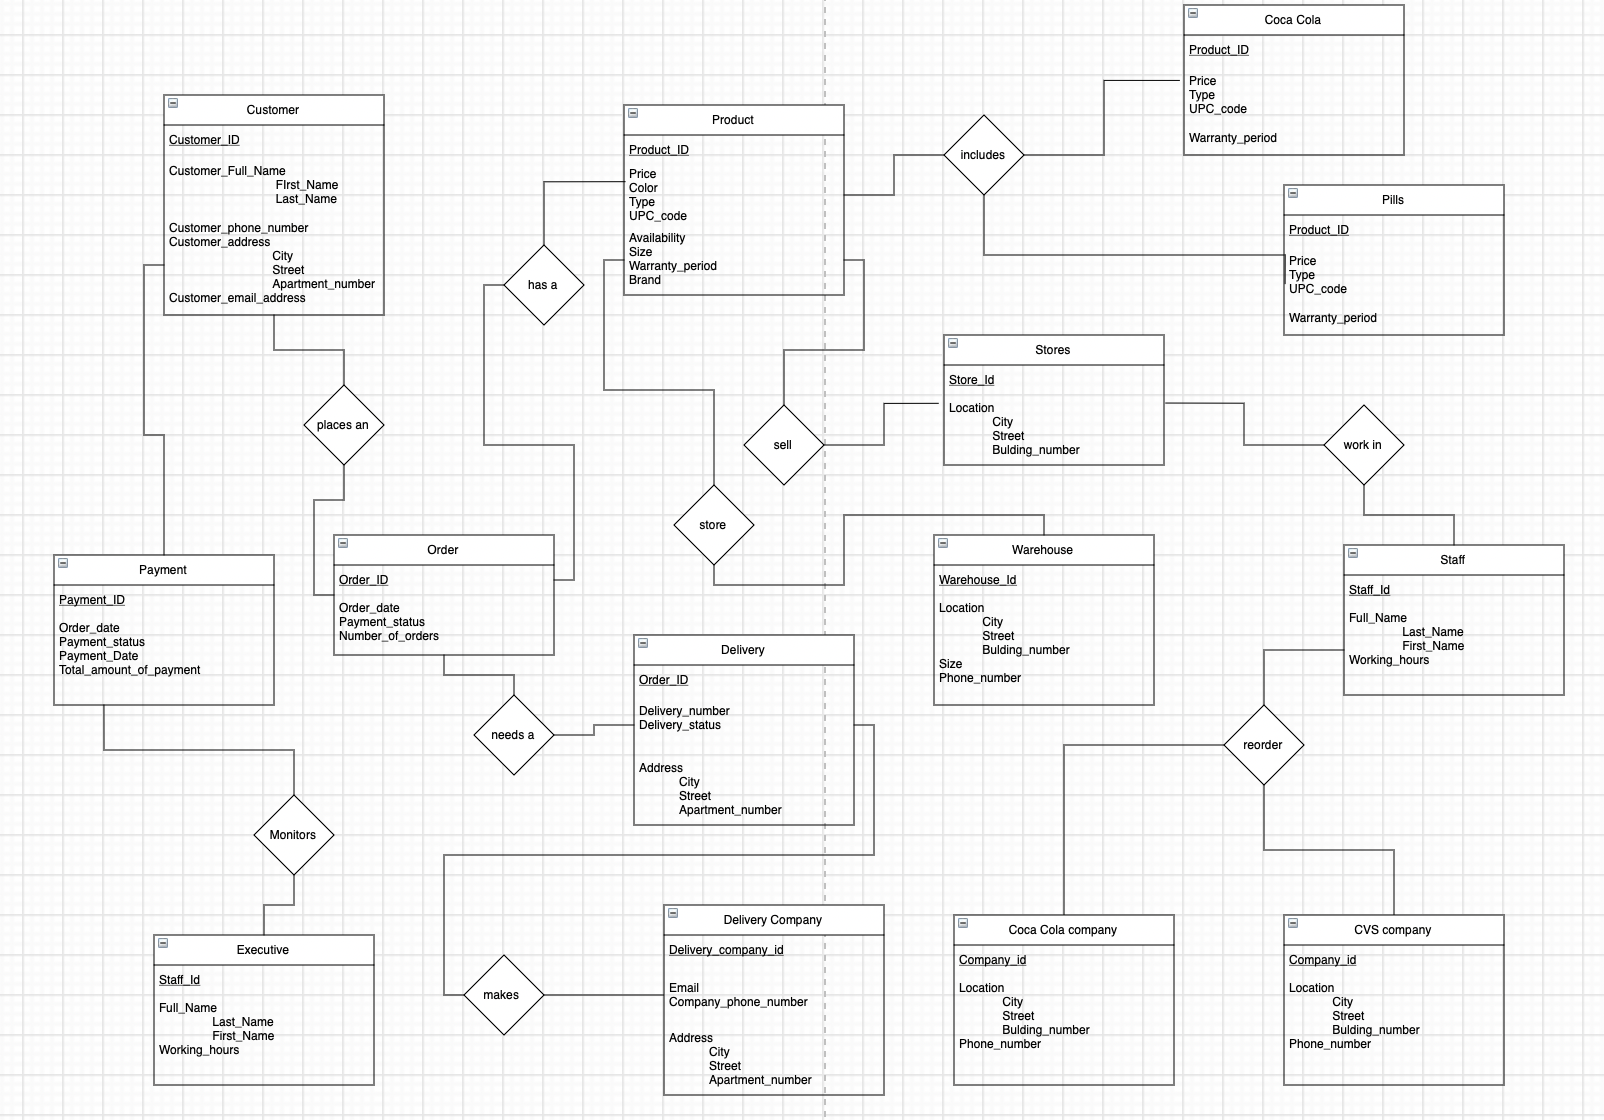 Coca Cola
Product_ID
Price
Type
UPC_code
Warranty_period
Customer
Customer_ID
Customer_Full_Name
FIrst_Name
Last_Name
Customer_phone_number
Customer_address
City
Street
Apartment_number
Customer_email_address
Product
Product_ID
Price
Color
Type
UPC_code
Availability
Size
Warranty_period
Brand
includes
Pills
Product_ID
Price
Type
UPC_code
Warranty_period
has a
places an
sell
store
Stores
Store_Id
Location
City
Street
Bulding_number
work in
Payment
Payment_ID
Order_date
Payment_status
Payment_Date
Total_amount_of_payment
Order
Order_ID
Order_date
Payment_status
Number_of_orders
Warehouse
Warehouse_Id
Location
City
Street
Bulding_number
Size
Phone_number
Staff
Staff_Id
Full_Name
Last_Name
First_Name
Working_hours
Delivery
Order_ID
Delivery_number
Delivery_status
Address
City
Street
Apartment_number
needs a
reorder
Monitors
Executive
Staff_Id
Full_Name
Last_Name
First_Name
Working_hours
makes
Delivery Company
Delivery_company_id
Email
Company_phone_number
Address
City
Street
Apartment_number
Coca Cola company
Company_id
Location
City
Street
Bulding_number
Phone_number
CVS company
Company_id
Location
City
Street
Bulding_number
Phone_number